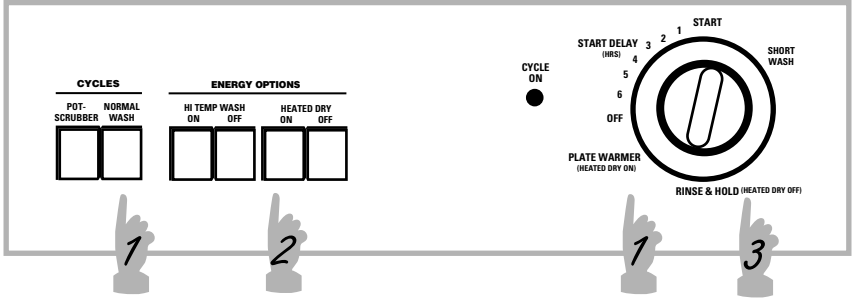 CYCLES
POT-
SCRUBBER
NORMAL
WASH
ENERGY OPTIONS
HI TEMP WASH
ON OFF
HEATED DRY
ON OFF
CYCLE
ON
START
START DELAY
(HRS)
1
2
3
4
5
6
OFF
SHORT
WASH
PLATE WARMER
(HEATED DRY ON)
RINSE & HOLD (HEATED DRY OFF)
1
2
1
3